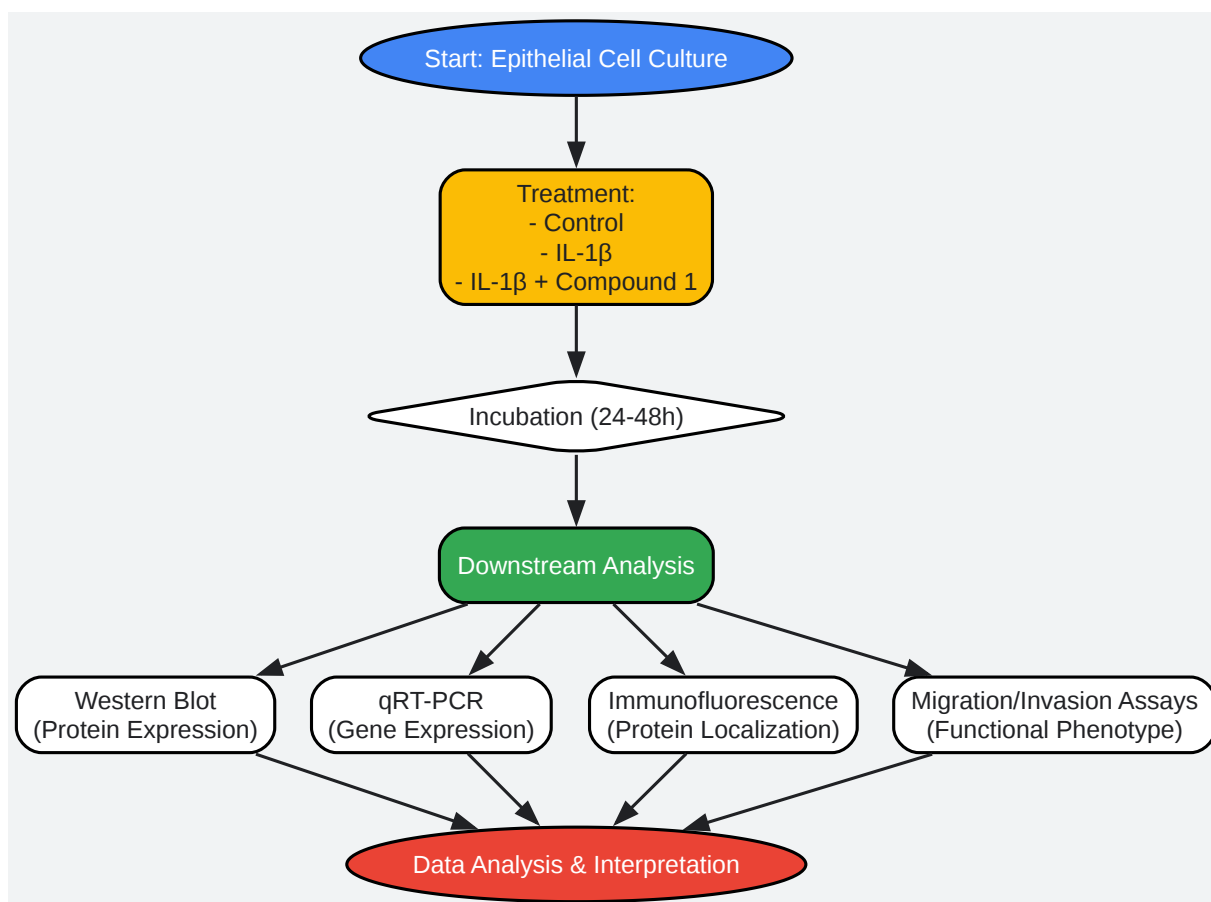 Start: Epithelial Cell Culture
Treatment:
- Control
- IL-1β
- IL-1β + Compound 1
Incubation (24-48h)
Downstream Analysis
Western Blot
(Protein Expression)
qRT-PCR
(Gene Expression)
Immunofluorescence
(Protein Localization)
Migration/Invasion Assays
(Functional Phenotype)
Data Analysis & Interpretation